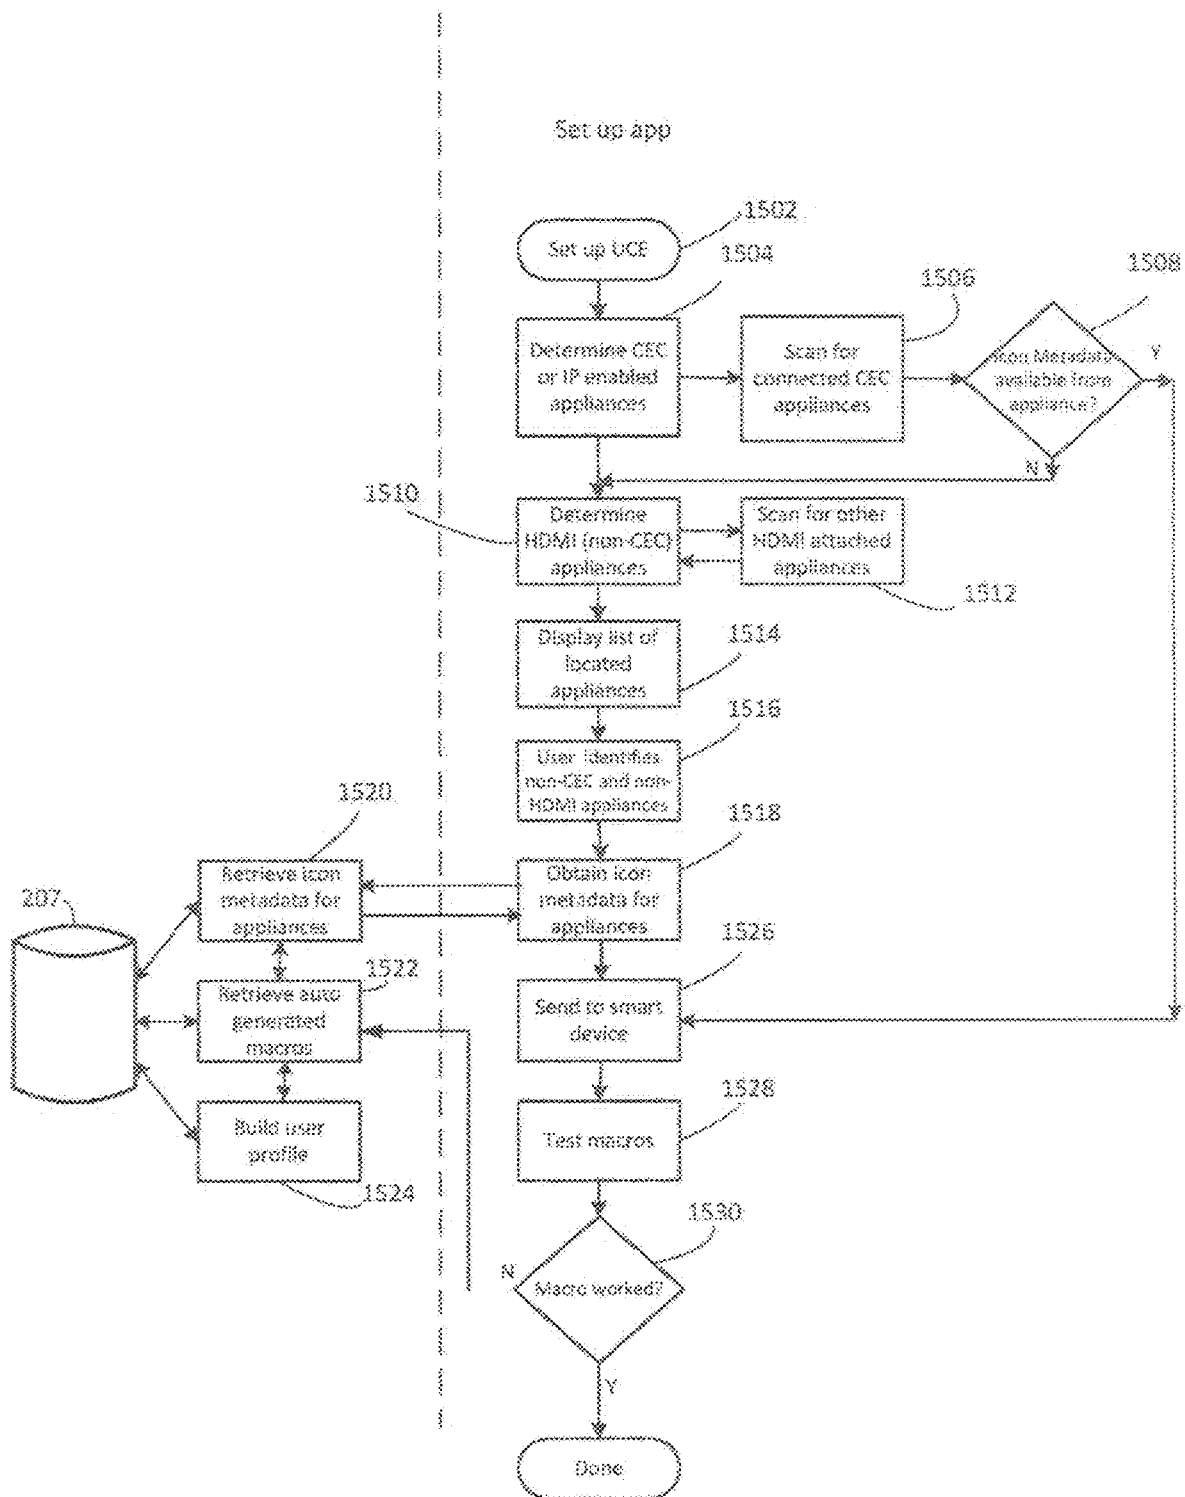 Set up app
1502
Set up UCE
1504
1506
1508
Determine CEC
or IP enabled
appliances
Scan for
connected CEC
appliances
Icon Metadata
available from
appliance?
Y
N
1510
Determine
HDMI (non-CEC)
appliances
Scan for other
HDMI attached
appliances
1512
Display list of
located
appliances
1514
1516
User identifies
non-CEC and non-
HDMI appliances
1518
1520
Retrieve icon
metadata for
appliances
Obtain icon
metadata for
appliances
207
1526
1522
Retrieve auto
generated
macros
Send to smart
device
1528
Build user
profile
Test macros
1524
1530
N
Macro worked?
Y
Done